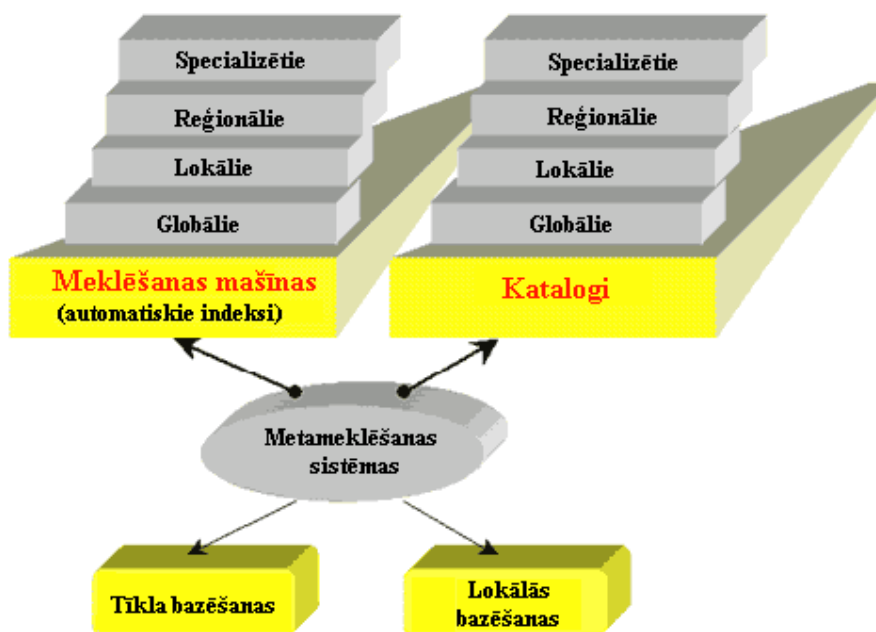 Specializētie
Reģionālie
Lokālie
Globālie
Meklēšanas mašīnas
(automatiskie indeksi)
Specializētie
Reģionālie
Lokālie
Globālie
Katalogi
Metameklēšanas
sistēmas
Tīkla bazēšanas
Lokālās
bazēšanas